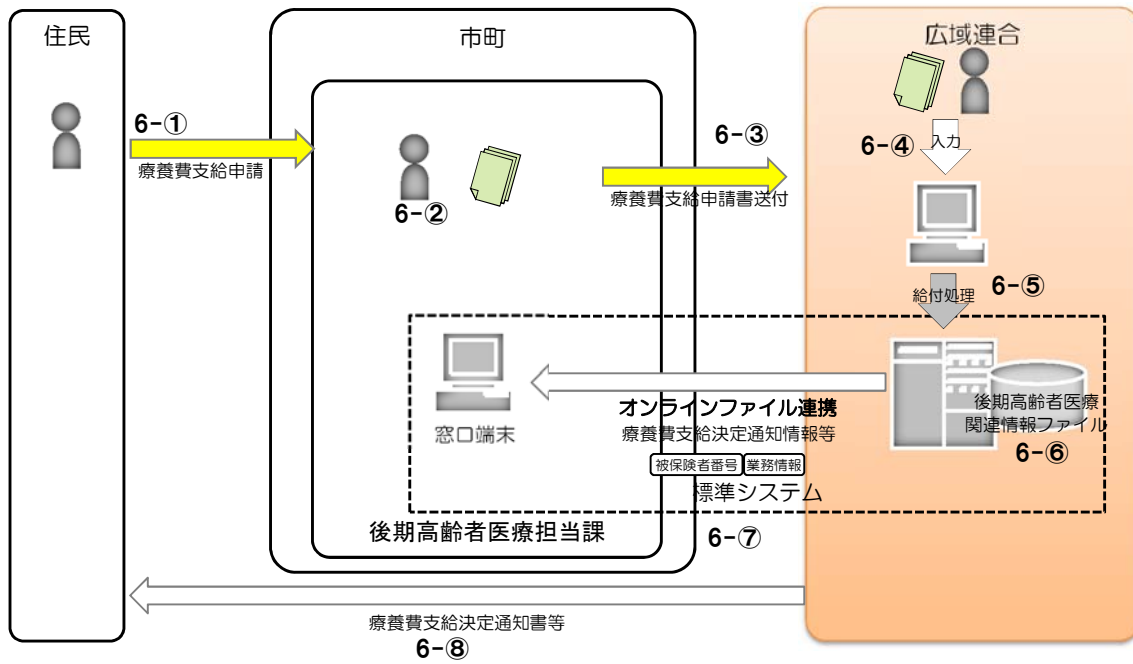 住民
市町
広域連合
6-①
療養費支給申請
6-②
6-③
療養費支給申請書送付
6-④
入力
給付処理
6-⑤
窓口端末
オンラインファイル連携
療養費支給決定通知情報等
被保険者番号 業務情報
標準システム
後期高齢者医療
関連情報ファイル
6-⑥
後期高齢者医療担当課
6-⑦
療養費支給決定通知書等
6-⑧